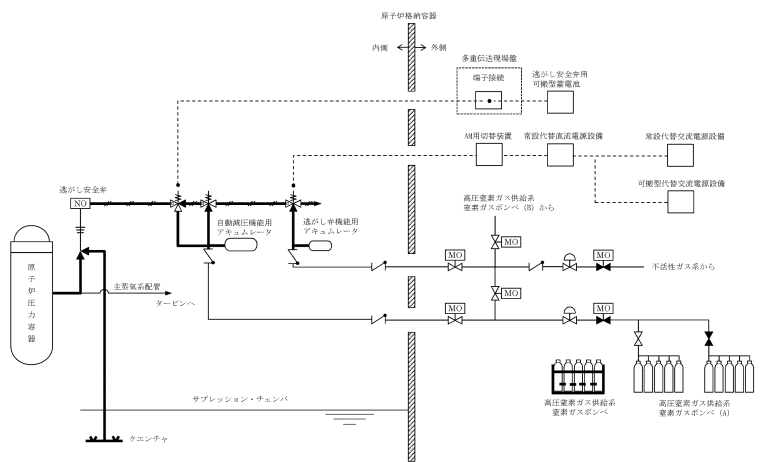 原子炉格納容器
内側
外側
多重伝送現場盤
端子接続
逃がし安全弁用
可搬型蓄電池
AM用切替装置
常設代替直流電源設備
常設代替交流電源設備
可搬型代替交流電源設備
逃がし安全弁
NO
自動減圧機能用
アキュムレータ
逃がし弁機能用
アキュムレータ
高圧窒素ガス供給系
窒素ガスボンベ(B)から
MO
MO
MO
不活性ガス系から
原子炉圧力容器
主蒸気系配管
タービンへ
MO
MO
MO
サプレッション・チェンバ
クエンチャ
高圧窒素ガス供給系
窒素ガスボンベ
高圧窒素ガス供給系
窒素ガスボンベ(A)